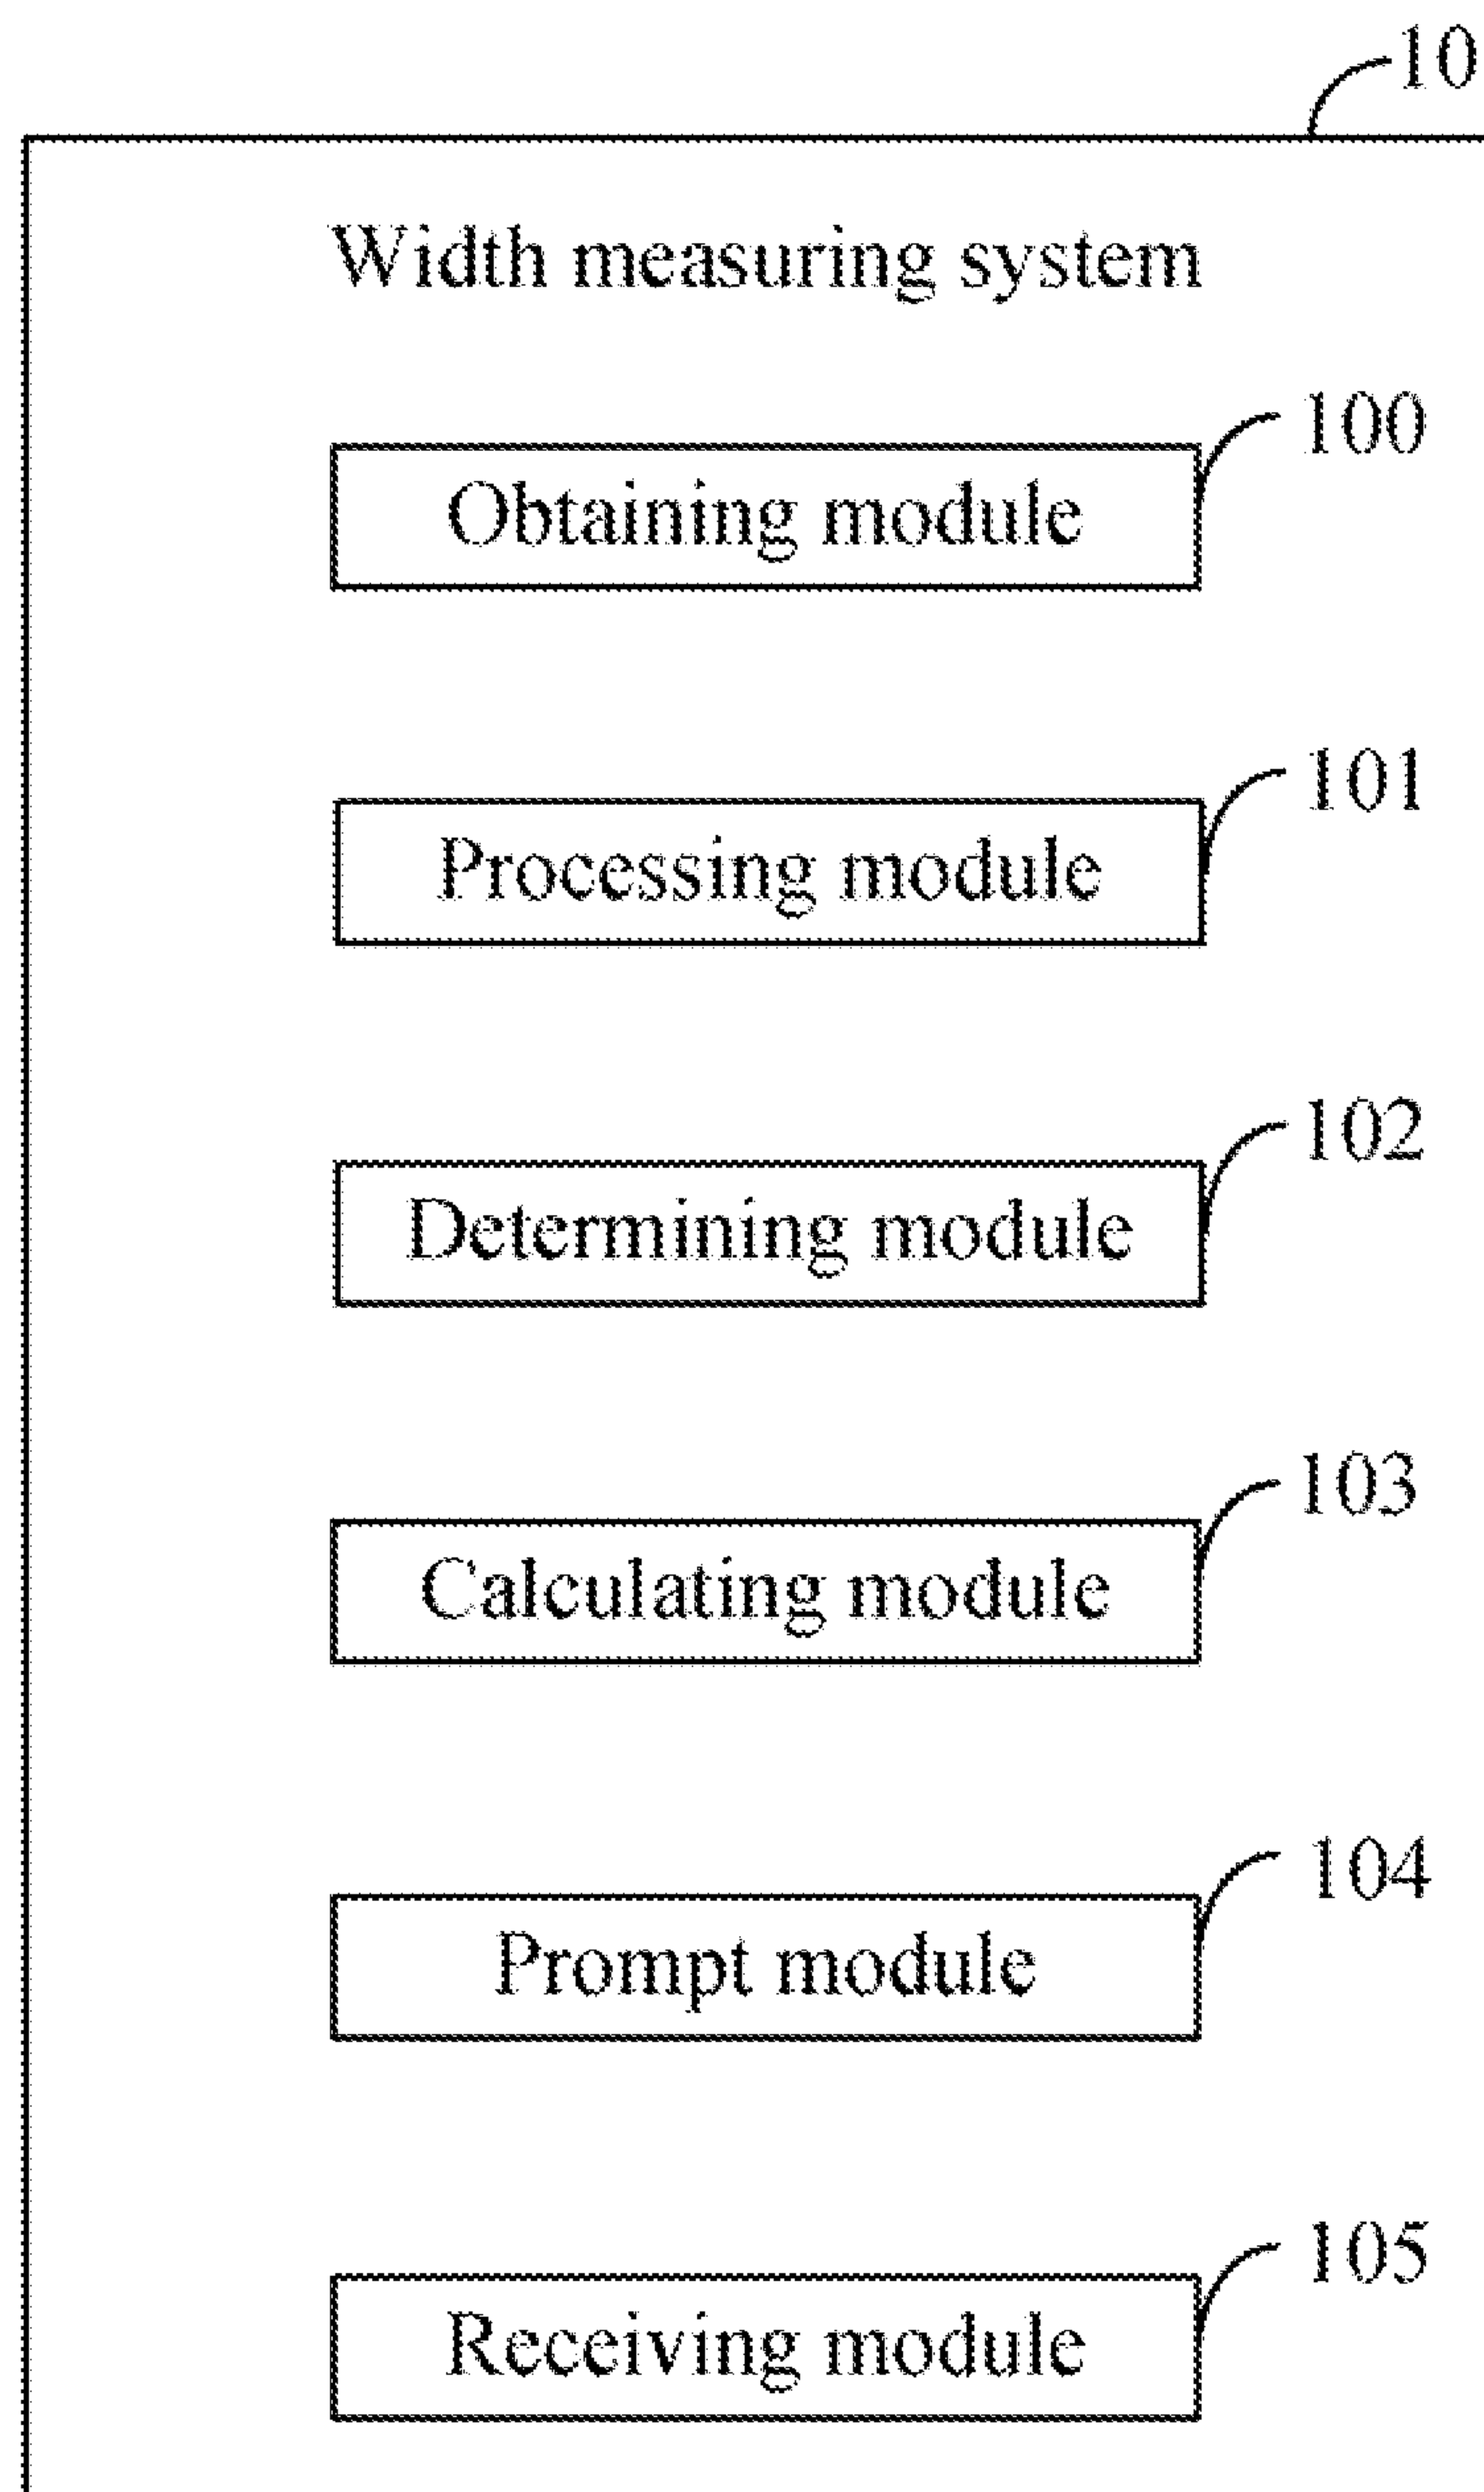 10
Width measuring system
100
Obtaining module
101
Processing module
102
Determining module
103
Calculating module
104
Prompt module
105
Receiving module